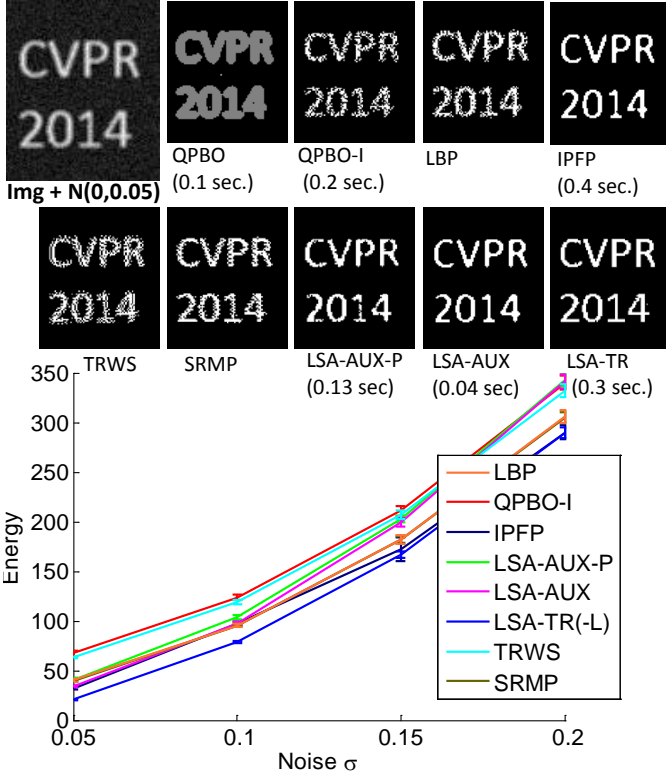 CVPR
2014
Img + N(0,0.05)
CVPR
2014
QPBO
(0.1 sec.)
CVPR
2014
QPBO-I
(0.2 sec.)
CVPR
2014
LBP
CVPR
2014
IPFP
(0.4 sec.)
CVPR
2014
TRWS
CVPR
2014
SRMP
CVPR
2014
LSA-AUX-P
(0.13 sec)
CVPR
2014
LSA-AUX
(0.04 sec)
CVPR
2014
LSA-TR
(0.3 sec.)
350
300
250
200
150
100
50
0
Energy
0.05
0.1
0.15
0.2
Noise σ
LBP
QPBO-I
IPFP
LSA-AUX-P
LSA-AUX
LSA-TR(-L)
TRWS
SRMP